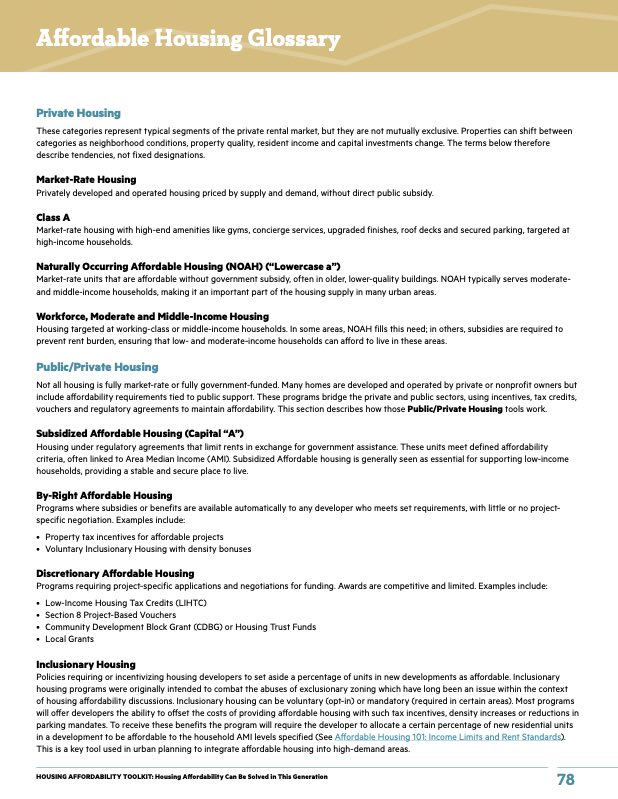 Affordable Housing Glossary
Private Housing
These categories represent typical segments of the private rental market, but they are not mutually exclusive. Properties can shift between
categories as neighborhood conditions, property quality, resident income and capital investments change. The terms below therefore
describe tendencies, not fixed designations.
Market-Rate Housing
Privately developed and operated housing priced by supply and demand, without direct public subsidy.
Class A
Market-rate housing with high-end amenities like gyms, concierge services, upgraded finishes, roof decks and secured parking, targeted at
high-income households.
Naturally Occurring Affordable Housing (NOAH) (“Lowercase a”)
Market-rate units that are affordable without government subsidy, often in older, lower-quality buildings. NOAH typically serves moderate-
and middle-income households, making it an important part of the housing supply in many urban areas.
Workforce, Moderate and Middle-Income Housing
Housing targeted at working-class or middle-income households. In some areas, NOAH fills this need; in others, subsidies are required to
prevent rent burden, ensuring that low- and moderate-income households can afford to live in these areas.
Public/Private Housing
Not all housing is fully market-rate or fully government-funded. Many homes are developed and operated by private or nonprofit owners but
include affordability requirements tied to public support. These programs bridge the private and public sectors, using incentives, tax credits,
vouchers and regulatory agreements to maintain affordability. This section describes how those Public/Private Housing tools work.
Subsidized Affordable Housing (Capital “A”)
Housing under regulatory agreements that limit rents in exchange for government assistance. These units meet defined affordability
criteria, often linked to Area Median Income (AMI). Subsidized Affordable housing is generally seen as essential for supporting low-income
households, providing a stable and secure place to live.
By-Right Affordable Housing
Programs where subsidies or benefits are available automatically to any developer who meets set requirements, with little or no project-
specific negotiation. Examples include:
• Property tax incentives for affordable projects
• Voluntary Inclusionary Housing with density bonuses
Discretionary Affordable Housing
Programs requiring project-specific applications and negotiations for funding. Awards are competitive and limited. Examples include:
• Low-Income Housing Tax Credits (LIHTC)
• Section 8 Project-Based Vouchers
• Community Development Block Grant (CDBG) or Housing Trust Funds
• Local Grants
Inclusionary Housing
Policies requiring or incentivizing housing developers to set aside a percentage of units in new developments as affordable. Inclusionary
housing programs were originally intended to combat the abuses of exclusionary zoning which have long been an issue within the context
of housing affordability discussions. Inclusionary housing can be voluntary (opt-in) or mandatory (required in certain areas). Most programs
will offer developers the ability to offset the costs of providing affordable housing with such tax incentives, density increases or reductions in
parking mandates. To receive these benefits the program will require the developer to allocate a certain percentage of new residential units
in a development to be affordable to the household AMI levels specified (See Affordable Housing 101: Income Limits and Rent Standards).
This is a key tool used in urban planning to integrate affordable housing into high-demand areas.
HOUSING AFFORDABILITY TOOLKIT: Housing Affordability Can Be Solved in This Generation
78